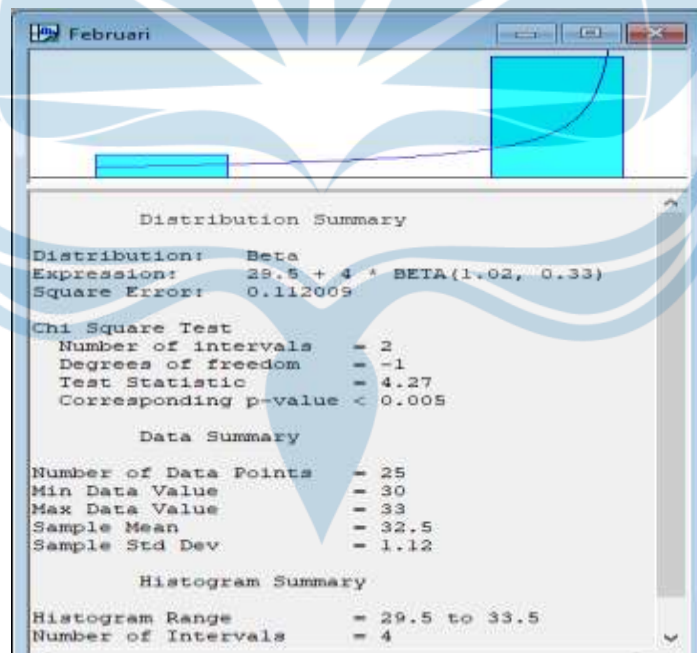 Februari
Distribution Summary
Distribution: Beta
Expression: 29.5 + 4 * BETA(1.02, 0.33)
Square Error: 0.112009
Chi Square Test
Number of intervals = 2
Degrees of freedom = -1
Test Statistic = 4.27
Corresponding p-value < 0.005
Data Summary
Number of Data Points = 25
Min Data Value = 30
Max Data Value = 33
Sample Mean = 32.5
Sample Std Dev = 1.12
Histogram Summary
Histogram Range = 29.5 to 33.5
Number of Intervals = 4